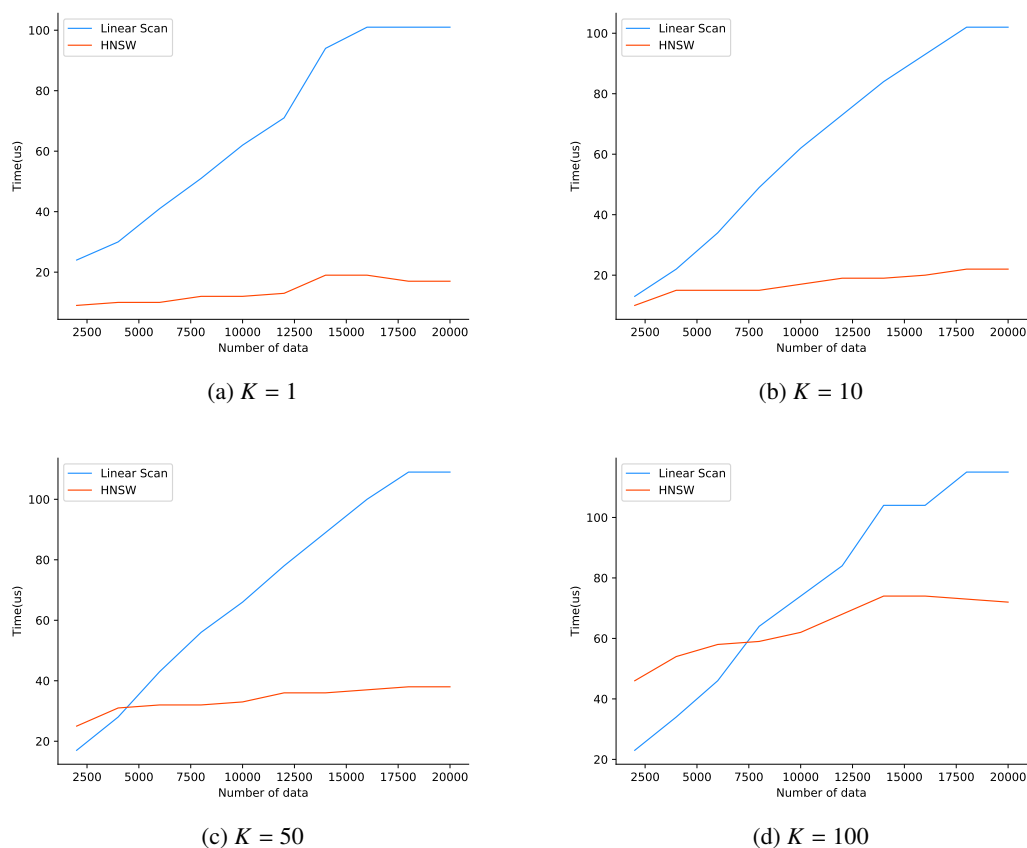 Linear Scan
HNSW
100
80
60
40
20
Time(us)
2500 5000 7500 10000 12500 15000 17500 20000
Number of data
(a) K = 1
Linear Scan
HNSW
100
80
60
40
20
Time(us)
2500 5000 7500 10000 12500 15000 17500 20000
Number of data
(b) K = 10
Linear Scan
HNSW
100
80
60
40
20
Time(us)
2500 5000 7500 10000 12500 15000 17500 20000
Number of data
(c) K = 50
Linear Scan
HNSW
100
80
60
40
20
Time(us)
2500 5000 7500 10000 12500 15000 17500 20000
Number of data
(d) K = 100